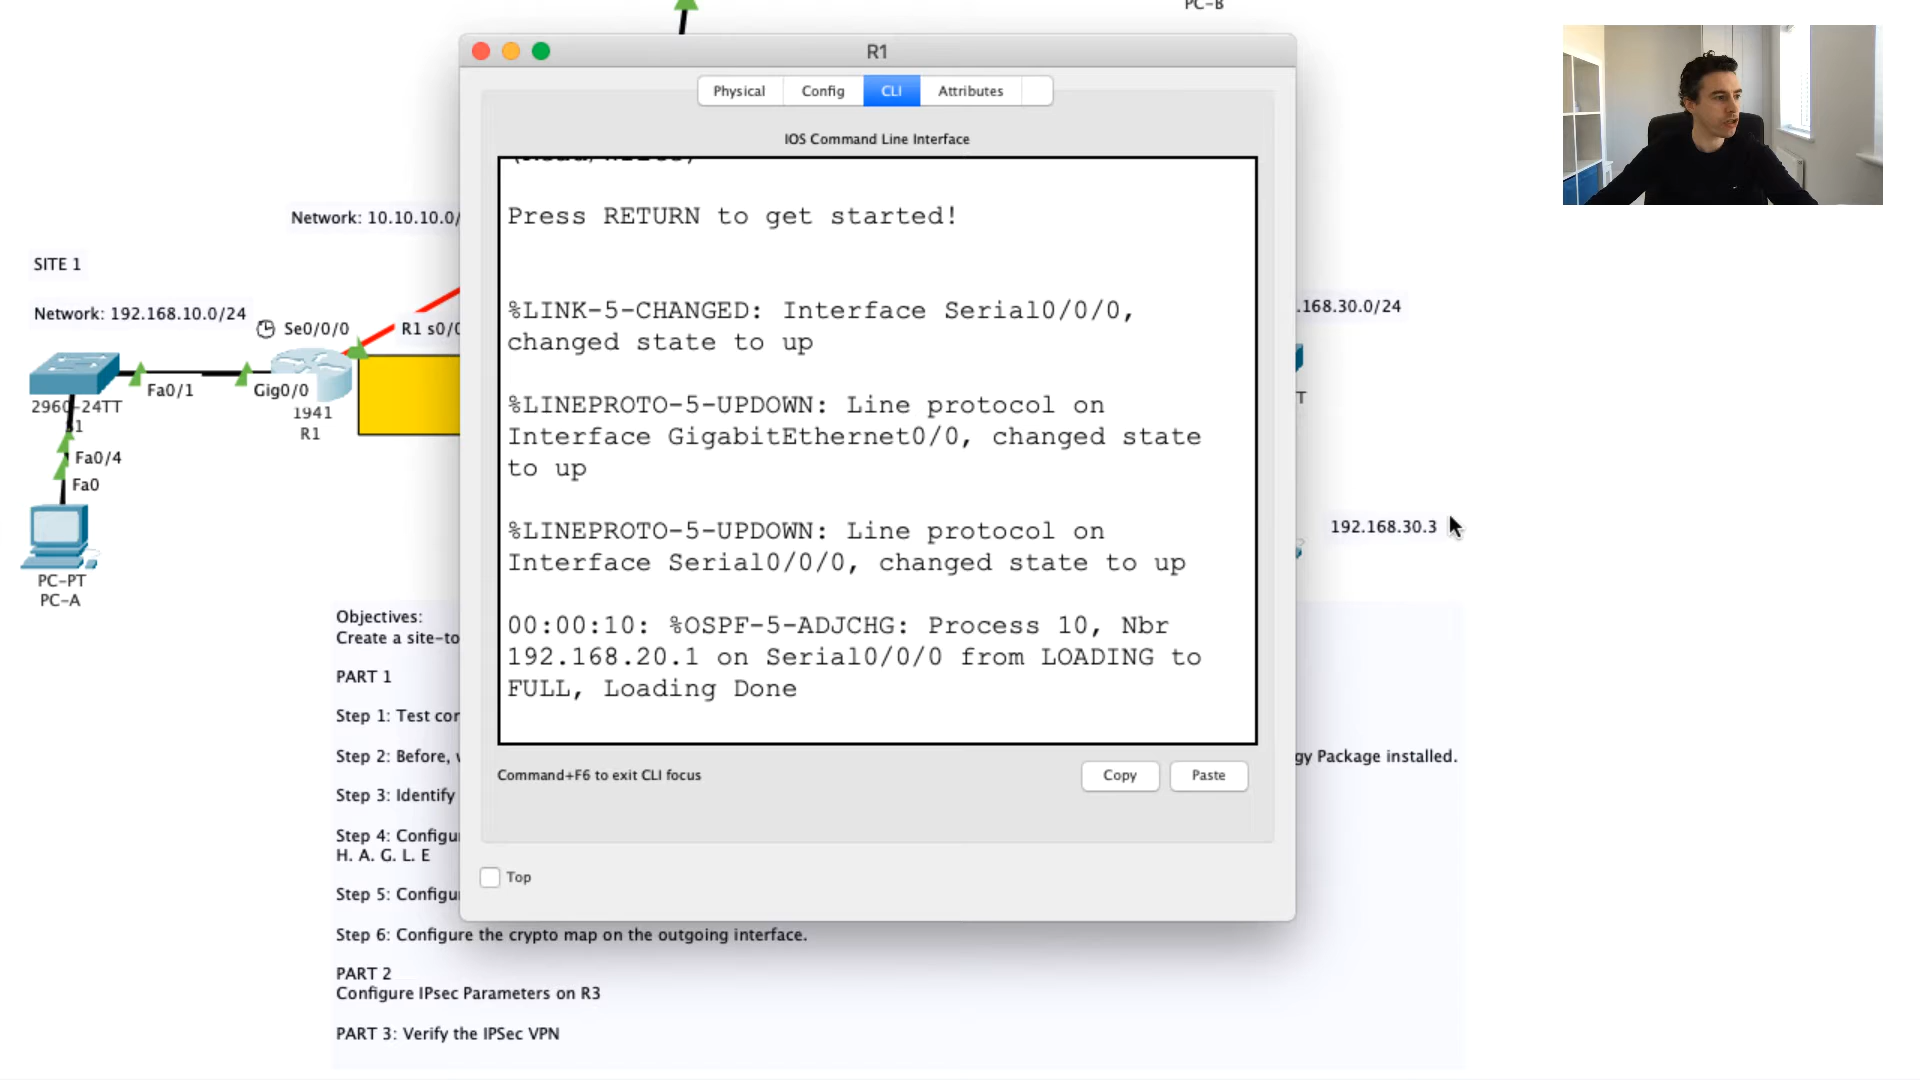 PC-B
R1
Physical
Config
CLI
Attributes
IOS Command Line Interface
Press RETURN to get started!
%LINK-5-CHANGED: Interface Serial0/0/0,
changed state to up
%LINEPROTO-5-UPDOWN: Line protocol on
Interface GigabitEthernet0/0, changed state
to up
%LINEPROTO-5-UPDOWN: Line protocol on
Interface Serial0/0/0, changed state to up
00:00:10: %OSPF-5-ADJCHG: Process 10, Nbr
192.168.20.1 on Serial0/0/0 from LOADING to
FULL, Loading Done
Command+F6 to exit CLI focus
Copy
Paste
Top
Network: 10.10.10.0/
SITE 1
Network: 192.168.10.0/24
Se0/0/0
R1 s0/0
Fa0/1
Gig0/0
2960-24TT
S1
1941
R1
Fa0/4
Fa0
PC-PT
PC-A
.168.30.0/24
T
192.168.30.3
Objectives:
Create a site-to
PART 1
Step 1: Test cor
Step 2: Before, gy Package installed.
Step 3: Identify
Step 4: Configu
H. A. G. L. E
Step 5: Configu
Step 6: Configure the crypto map on the outgoing interface.
PART 2
Configure IPsec Parameters on R3
PART 3: Verify the IPSec VPN